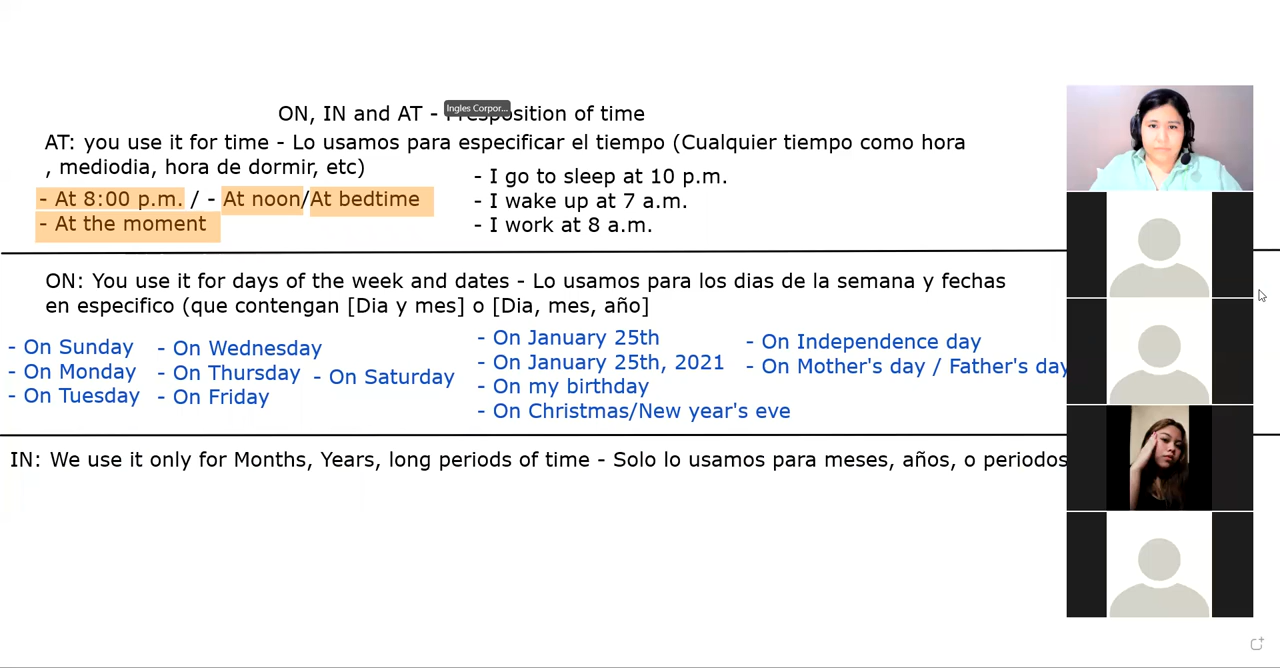 ON, IN and AT - Presposition of time
Ingles Corpor...
AT: you use it for time - Lo usamos para especificar el tiempo (Cualquier tiempo como hora
, mediodia, hora de dormir, etc)
- At 8:00 p.m. / - At noon/At bedtime
- At the moment
- I go to sleep at 10 p.m.
- I wake up at 7 a.m.
- I work at 8 a.m.
ON: You use it for days of the week and dates - Lo usamos para los dias de la semana y fechas
en especifico (que contengan [Dia y mes] o [Dia, mes, año]
- On Sunday
- On Monday
- On Tuesday
- On Wednesday
- On Thursday
- On Friday
- On Saturday
- On January 25th
- On January 25th, 2021
- On my birthday
- On Christmas/New year's eve
- On Independence day
- On Mother's day / Father's day
IN: We use it only for Months, Years, long periods of time - Solo lo usamos para meses, años, o periodos